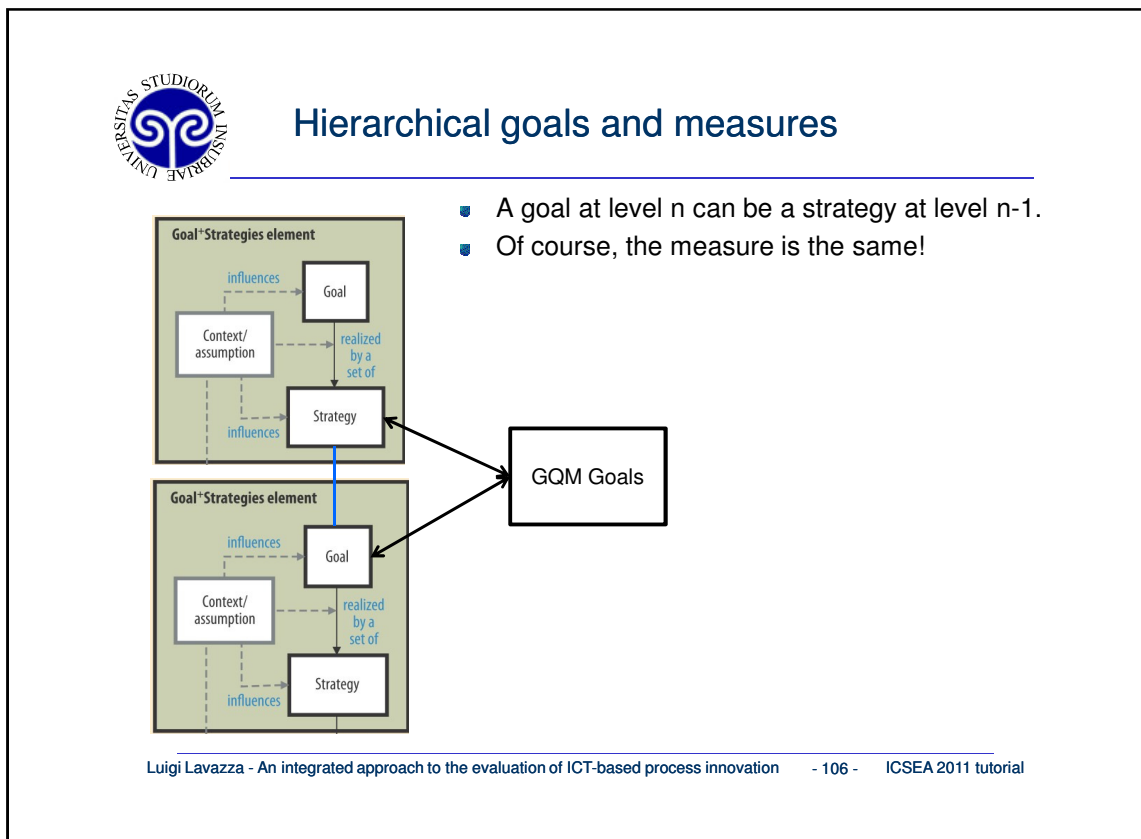 UNIVERSITAS STUDIORUM INSUBRIAE
Hierarchical goals and measures
A goal at level n can be a strategy at level n-1.
Of course, the measure is the same!
Goal+Strategies element
influences
Goal
Context/
assumption
realized
by a
set of
Strategy
influences
GQM Goals
Goal+Strategies element
influences
Goal
Context/
assumption
realized
by a
set of
Strategy
influences
Luigi Lavazza - An integrated approach to the evaluation of ICT-based process innovation - 106 - ICSEA 2011 tutorial